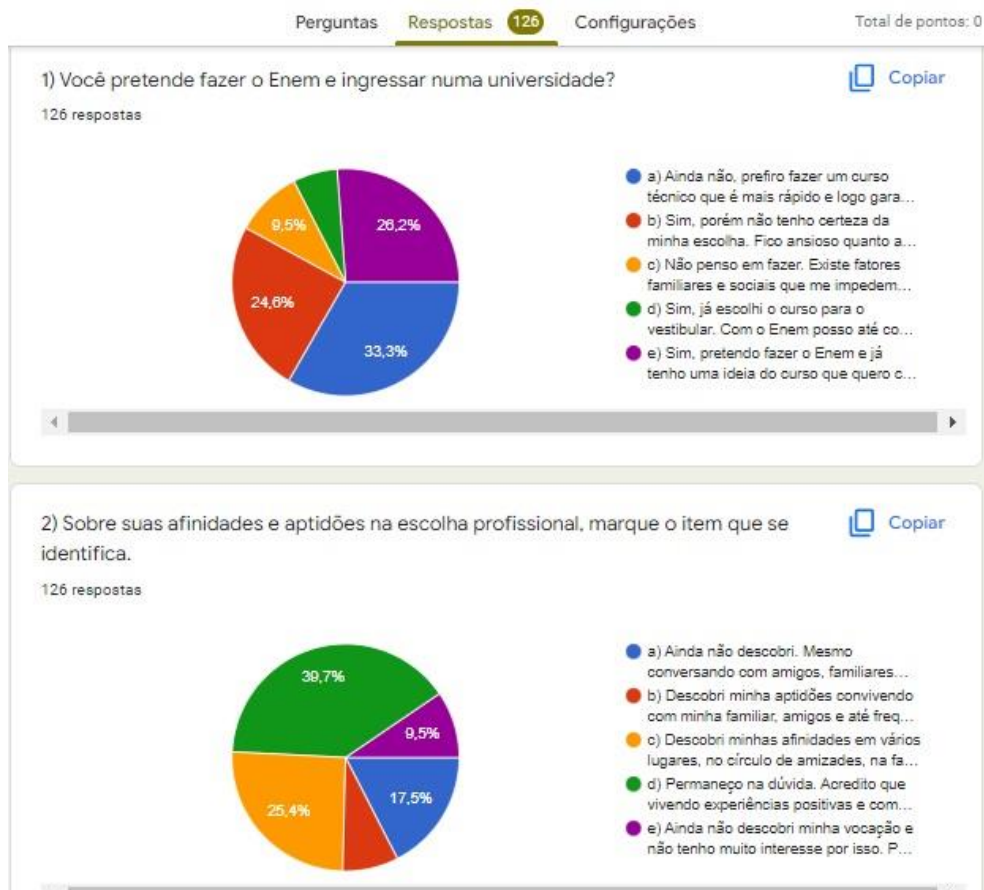 Perguntas Respostas 126 Configurações Total de pontos: 0
1) Você pretende fazer o Enem e ingressar numa universidade? Copiar
126 respostas
a) Ainda não, prefiro fazer um curso
técnico que é mais rápido e logo gara...
b) Sim, porém não tenho certeza da
minha escolha. Fico ansioso quanto a...
c) Não penso em fazer. Existe fatores
familiares e sociais que me impedem...
d) Sim, já escolhi o curso para o
vestibular. Com o Enem posso até co...
e) Sim, pretendo fazer o Enem e já
tenho uma ideia do curso que quero c...
9,5%
26,2%
24,6%
33,3%
2) Sobre suas afinidades e aptidões na escolha profissional, marque o item que se Copiar
identifica.
126 respostas
a) Ainda não descobri. Mesmo
conversando com amigos, familiares...
b) Descobri minha aptidões convivendo
com minha familiar, amigos e até freq...
c) Descobri minhas afinidades em vários
lugares, no círculo de amizades, na fa...
d) Permaneço na dúvida. Acredito que
vivendo experiências positivas e com...
e) Ainda não descobri minha vocação e
não tenho muito interesse por isso. P...
39,7%
9,5%
17,5%
25,4%